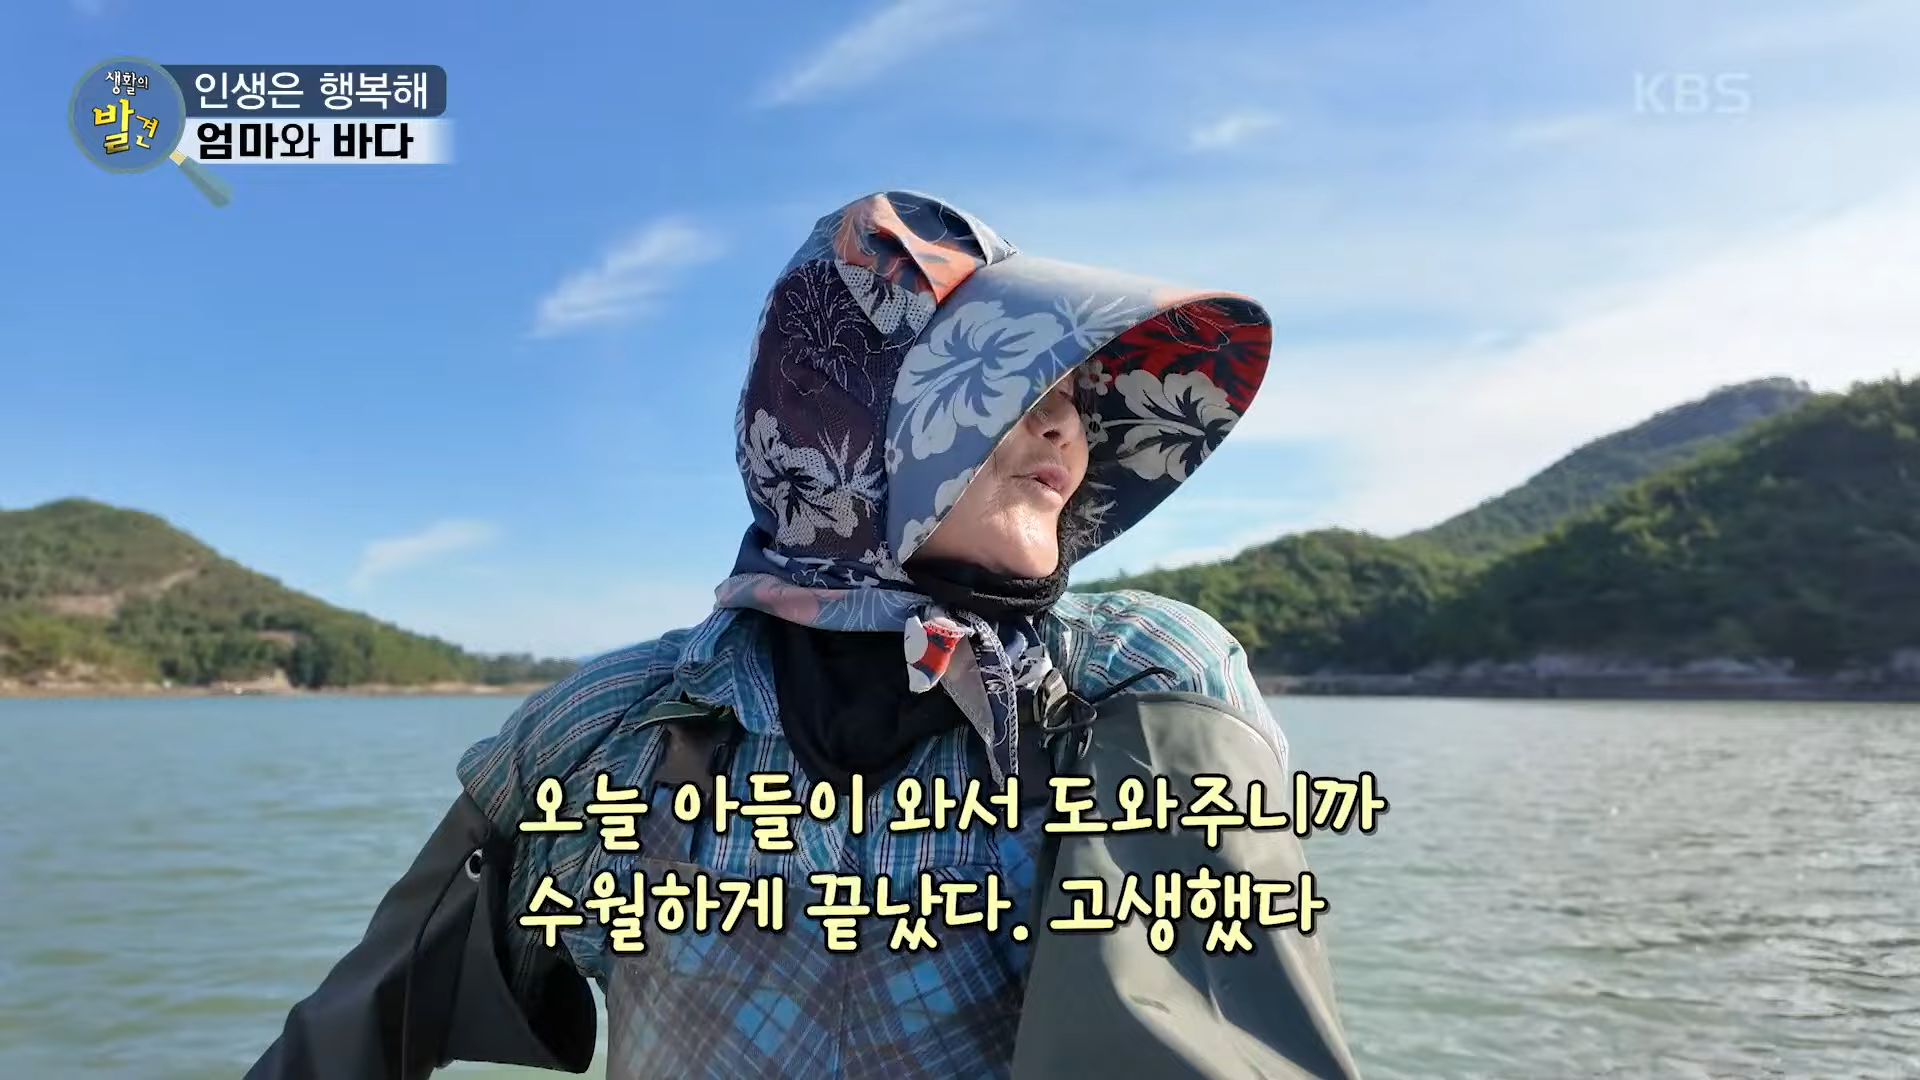 생활의
발견
인생은 행복해
엄마와 바다
KBS
오늘 아들이 와서 도와주니까
수월하게 끝났다. 고생했다